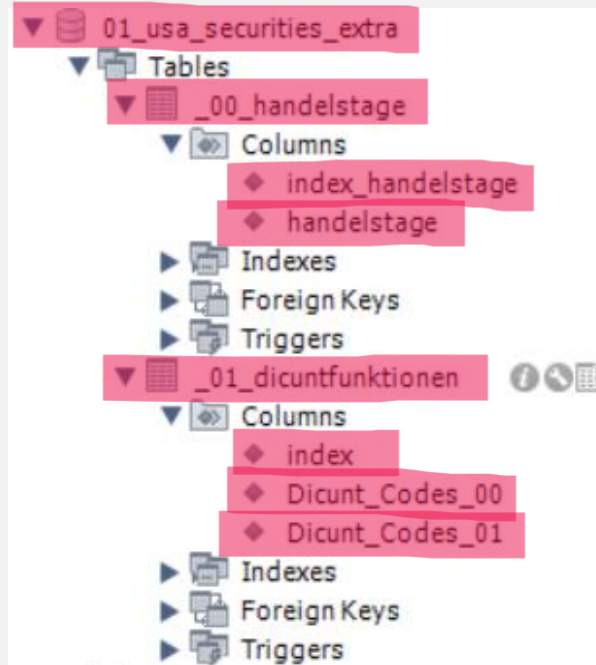 01_usa_securities_extra
Tables
_00_handelstage
Columns
index_handelstage
handelstage
Indexes
Foreign Keys
Triggers
_01_dicuntfunktionen
Columns
index
Dicunt_Codes_00
Dicunt_Codes_01
Indexes
Foreign Keys
Triggers